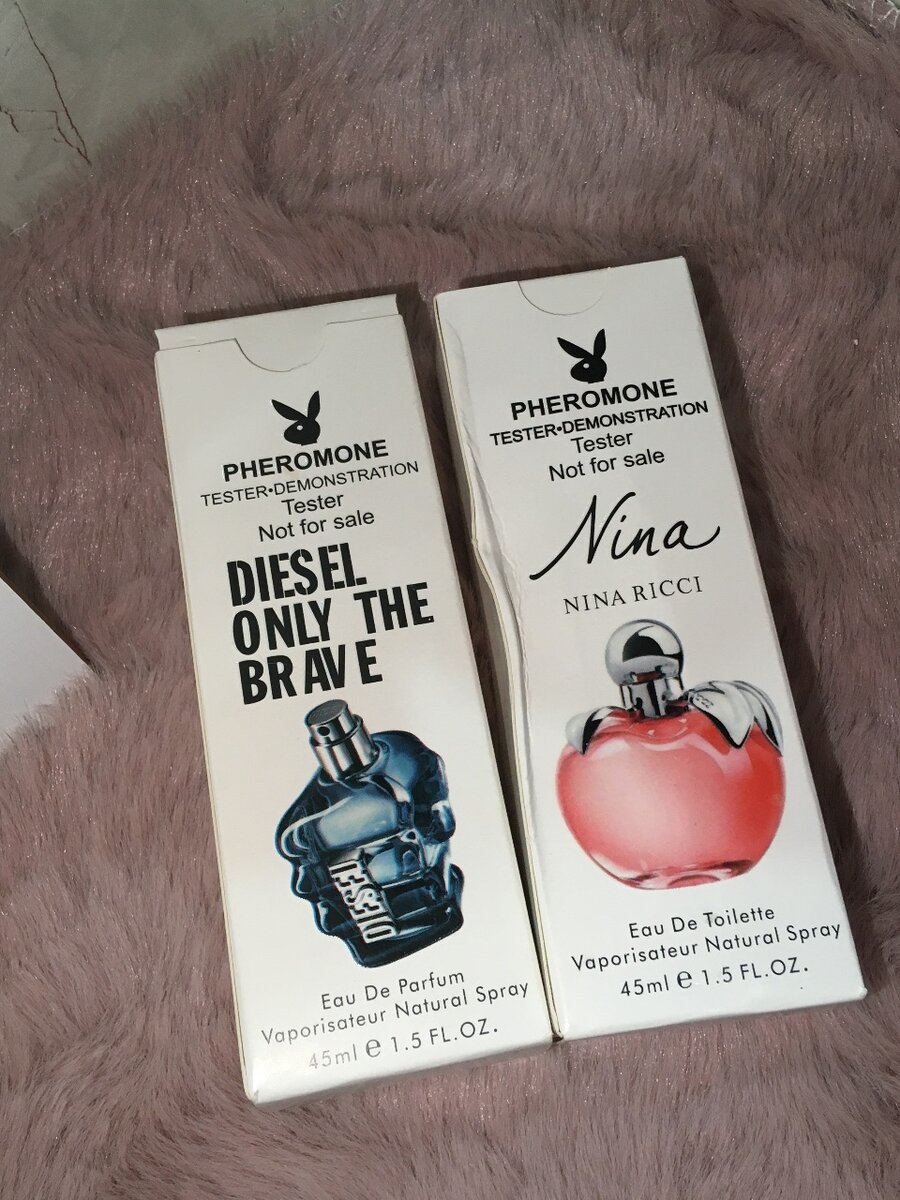 PHEROMONE
TESTER•DEMONSTRATION
Tester
Not for sale
DIESEL
ONLY THE
BRAVE
DIESEL
Eau De Parfum
Vaporisateur Natural Spray
45ml e 1.5 FL.OZ.
PHEROMONE
TESTER•DEMONSTRATION
Tester
Not for sale
Nina
NINA RICCI
Eau De Toilette
Vaporisateur Natural Spray
45ml e 1.5 FL.OZ.